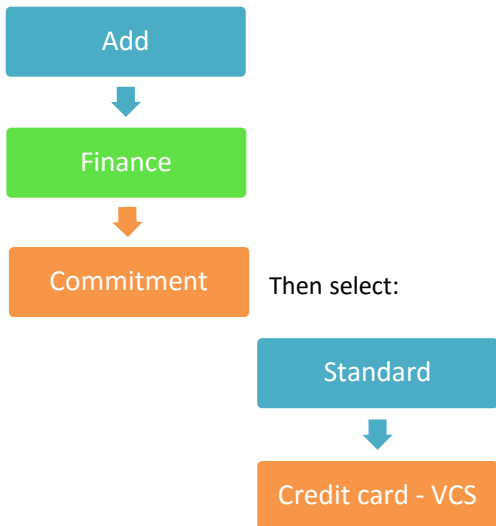 Add
Finance
Commitment
Then select:
Standard
Credit card - VCS